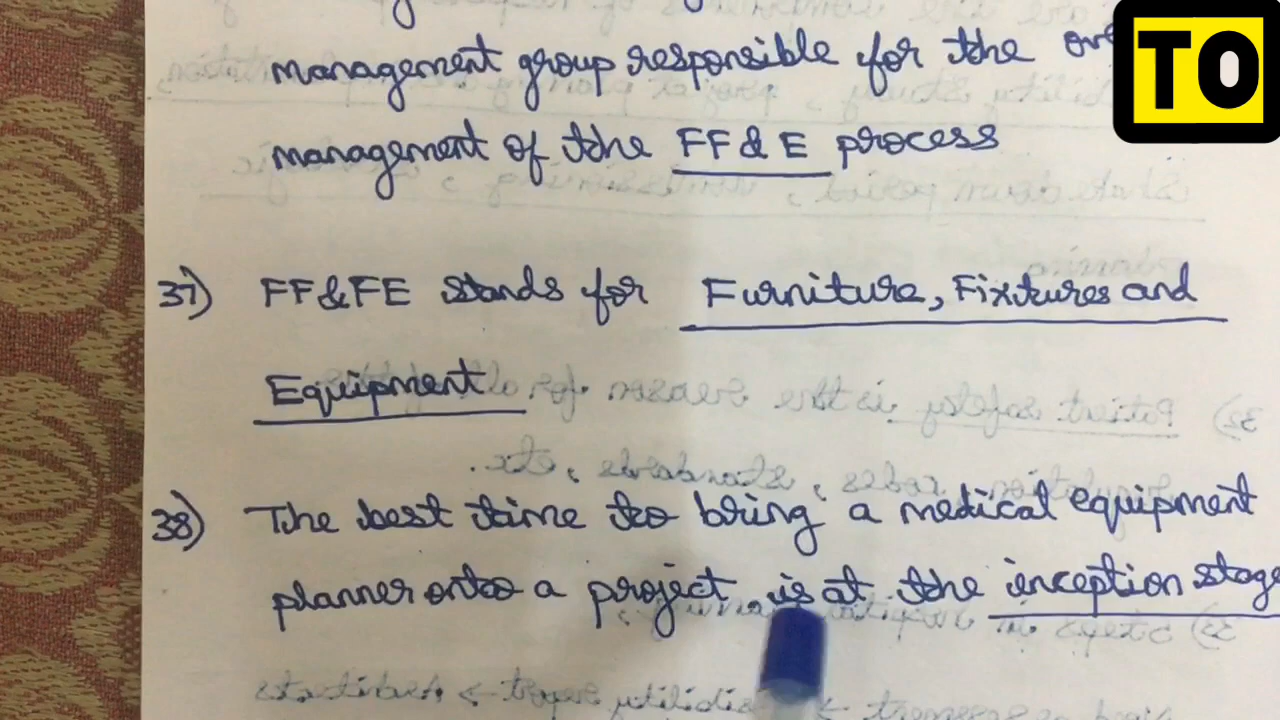 TO
management group responsible for the
management of the FF & E process
37) FF&FE stands for Furniture, Fixtures and
Equipment
38) The best time to bring a medical equipment
planner onto a project is at the inception stage